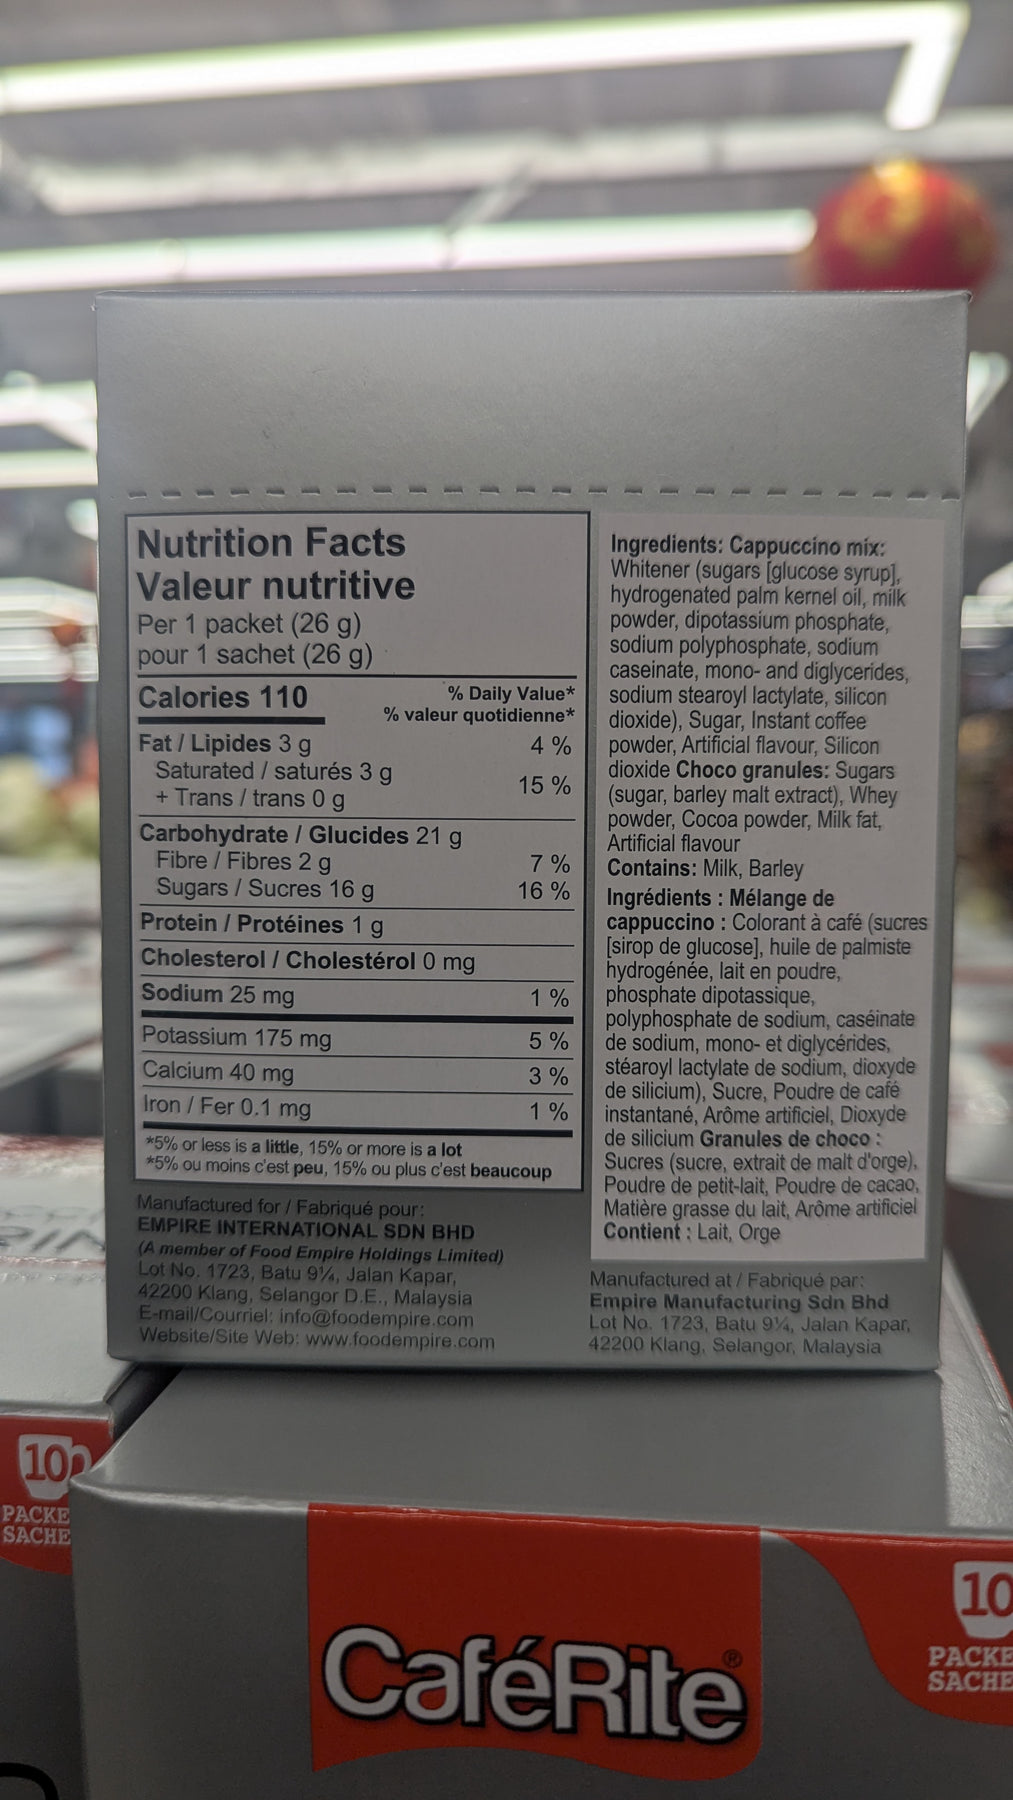 Nutrition Facts
Valeur nutritive
Per 1 packet (26 g)
pour 1 sachet (26 g)
Calories 110
% Daily Value*
% valeur quotidienne*
Fat / Lipides 3 g 4 %
Saturated / saturés 3 g
+ Trans / trans 0 g 15 %
Carbohydrate / Glucides 21 g
Fibre / Fibres 2 g 7 %
Sugars / Sucres 16 g 16 %
Protein / Protéines 1 g
Cholesterol / Cholestérol 0 mg
Sodium 25 mg 1 %
Potassium 175 mg 5 %
Calcium 40 mg 3 %
Iron / Fer 0.1 mg 1 %
*5% or less is a little, 15% or more is a lot
*5% ou moins c'est peu, 15% ou plus c'est beaucoup
Manufactured for / Fabriqué pour:
EMPIRE INTERNATIONAL SDN BHD
(A member of Food Empire Holdings Limited)
Lot No. 1723, Batu 9¼, Jalan Kapar,
42200 Klang, Selangor D.E., Malaysia
E-mail/Courriel: info@foodempire.com
Website/Site Web: www.foodempire.com
Ingredients: Cappuccino mix:
Whitener (sugars [glucose syrup],
hydrogenated palm kernel oil, milk
powder, dipotassium phosphate,
sodium polyphosphate, sodium
caseinate, mono- and diglycerides,
sodium stearoyl lactylate, silicon
dioxide), Sugar, Instant coffee
powder, Artificial flavour, Silicon
dioxide Choco granules: Sugars
(sugar, barley malt extract), Whey
powder, Cocoa powder, Milk fat,
Artificial flavour
Contains: Milk, Barley
Ingrédients : Mélange de
cappuccino : Colorant à café (sucres
[sirop de glucose], huile de palmiste
hydrogénée, lait en poudre,
phosphate dipotassique,
polyphosphate de sodium, caséinate
de sodium, mono- et diglycérides,
stéaroyl lactylate de sodium, dioxyde
de silicium), Sucre, Poudre de café
instantané, Arôme artificiel, Dioxyde
de silicium Granules de choco :
Sucres (sucre, extrait de malt d'orge),
Poudre de petit-lait, Poudre de cacao,
Matière grasse du lait, Arôme artificiel
Contient : Lait, Orge
Manufactured at / Fabriqué par:
Empire Manufacturing Sdn Bhd
Lot No. 1723, Batu 9¼, Jalan Kapar,
42200 Klang, Selangor, Malaysia
10
PACKE
SACHE
CaféRite®
10
PACKE
SACHE